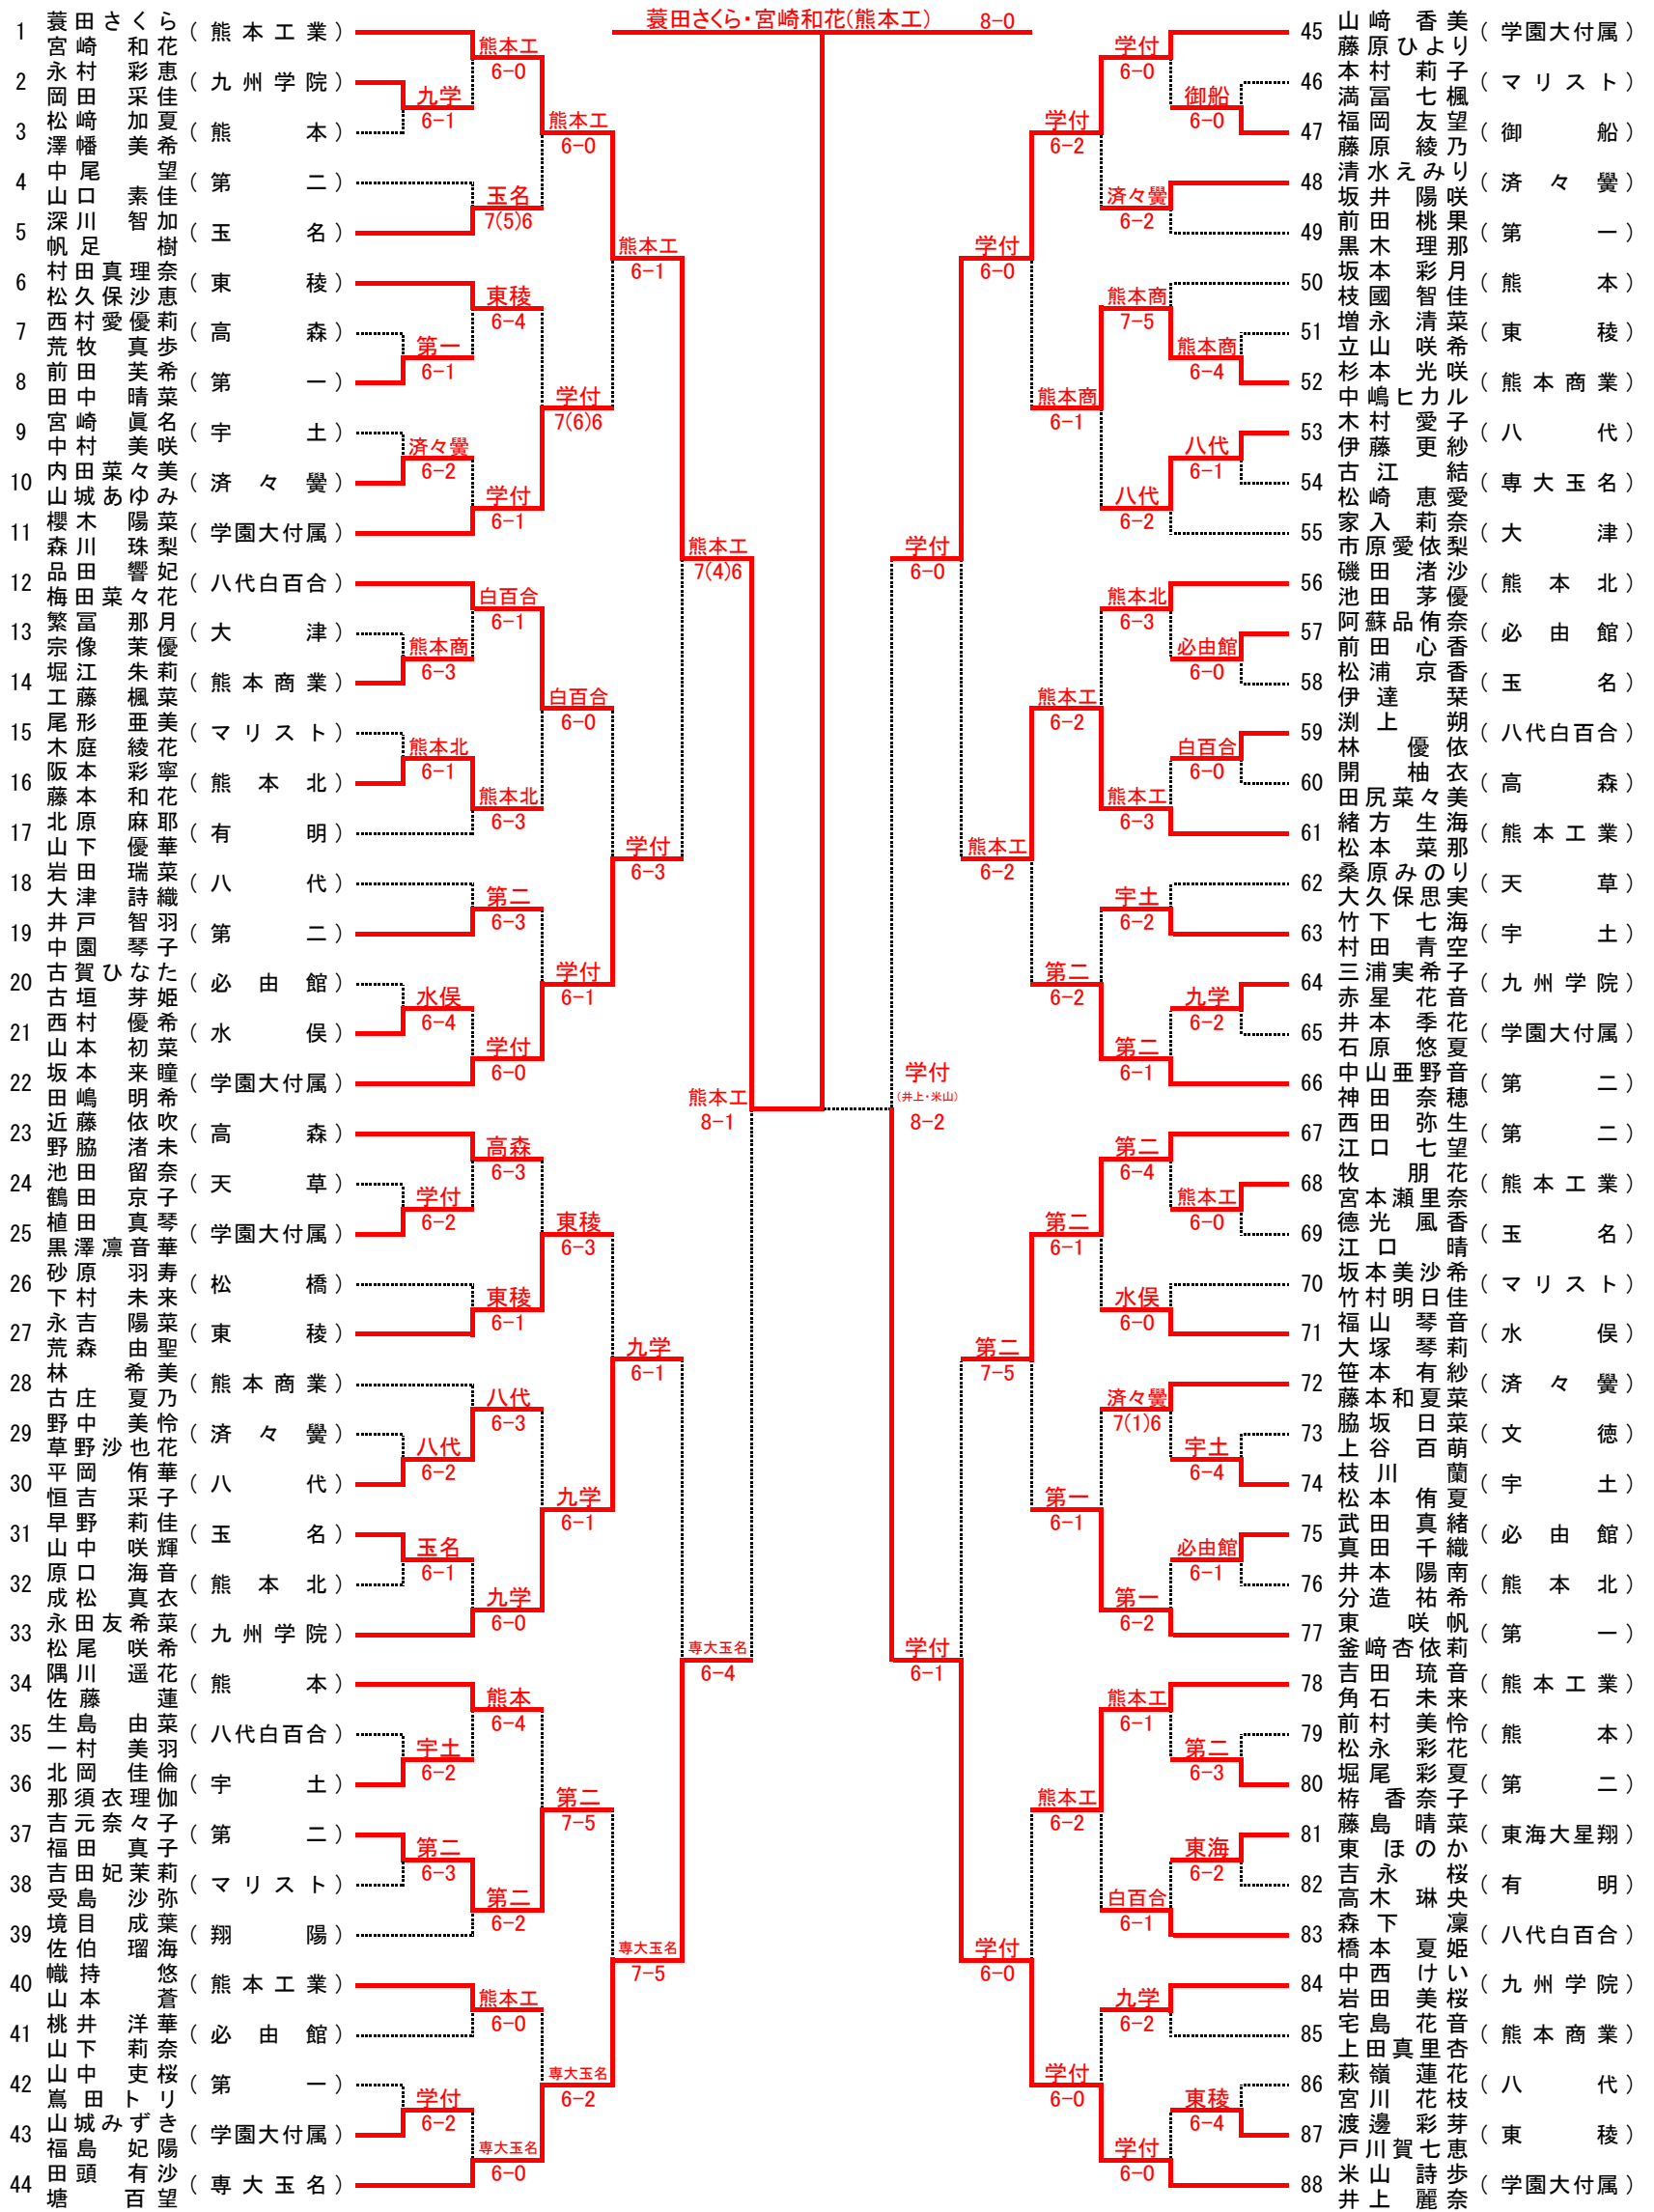 蓑田さくら・宮崎和花(熊本工) 8-0
1 蓑田さくら 宮崎和花 (熊本工業)
2 永村彩恵 岡田采佳 (九州学院)
3 松﨑加夏 澤幡美希 (熊本)
4 中尾望 山口素佳 (第二)
5 深川智加 帆足樹 (玉名)
6 村田真理奈 松久保沙恵 (東稜)
7 西村愛優莉 荒牧真歩 (高森)
8 前田芙希 田中晴菜 (第一)
9 宮崎眞名 中村美咲 (宇土)
10 内田菜々美 山城あゆみ (済々黌)
11 櫻木陽菜 森川珠梨 (学園大付属)
12 品田響妃 梅田菜々花 (八代白百合)
13 繁冨那月 宗像茉優 (大津)
14 堀江朱莉 工藤楓菜 (熊本商業)
15 尾形亜美 木庭綾花 (マリスト)
16 阪本彩寧 藤本和花 (熊本北)
17 北原麻耶 山下優華 (有明)
18 岩田瑞菜 大津詩織 (八代)
19 井戸智羽 中園琴子 (第二)
20 古賀ひなた 古垣芽姫 (必由館)
21 西村優希 山本初菜 (水俣)
22 坂本来瞳 田嶋明希 (学園大付属)
23 近藤依吹 野脇渚未 (高森)
24 池田留奈 鶴田京子 (天草)
25 植田真琴 黒澤凛音華 (学園大付属)
26 砂原羽寿 下村未来 (松橋)
27 永吉陽菜 荒森由聖 (東稜)
28 林希美 古庄夏乃 (熊本商業)
29 野中美怜 草野沙也花 (済々黌)
30 平岡侑華 恒吉采子 (八代)
31 早野莉佳 山中咲輝 (玉名)
32 原口海音 成松真衣 (熊本北)
33 永田友希菜 松尾咲希 (九州学院)
34 隅川遥花 佐藤蓮 (熊本)
35 生島由菜 一村美羽 (八代白百合)
36 北岡佳倫 那須衣理伽 (宇土)
37 吉元奈々子 福田真子 (第二)
38 吉田妃茉莉 受島沙弥 (マリスト)
39 境目成葉 佐伯瑠海 (翔陽)
40 幟持悠 山本蒼 (熊本工業)
41 桃井洋華 山下莉奈 (必由館)
42 山中吏桜 嶌田トリ (第一)
43 山城みずき 福島妃陽 (学園大付属)
44 田頭有沙 塘百望 (専大玉名)
熊本工 6-0
九学 6-1
熊本工 6-0
玉名 7(5)6
熊本工 6-1
東稜 6-4
第一 6-1
学付 7(6)6
済々黌 6-2
学付 6-1
熊本工 7(4)6
白百合 6-1
熊本商 6-3
白百合 6-0
熊本北 6-1
熊本北 6-3
学付 6-3
第二 6-3
学付 6-1
水俣 6-4
学付 6-0
熊本工 8-1
高森 6-3
学付 6-2
東稜 6-3
東稜 6-1
九学 6-1
八代 6-3
八代 6-2
九学 6-1
玉名 6-1
九学 6-0
専大玉名 6-4
熊本 6-4
宇土 6-2
第二 7-5
第二 6-3
第二 6-2
専大玉名 7-5
熊本工 6-0
専大玉名 6-2
学付 6-2
専大玉名 6-0
45 山﨑香美 藤原ひより (学園大付属)
46 本村莉子 満冨七楓 (マリスト)
47 福岡友望 藤原綾乃 (御船)
48 清水えみり 坂井陽咲 (済々黌)
49 前田桃果 黒木理那 (第一)
50 坂本彩月 枝國智佳 (熊本)
51 増永清菜 立山咲希 (東稜)
52 杉本光咲 中嶋ヒカル (熊本商業)
53 木村愛子 伊藤更紗 (八代)
54 古江結 松崎恵愛 (専大玉名)
55 家入莉奈 市原愛依梨 (大津)
56 磯田渚沙 池田茅優 (熊本北)
57 阿蘇品侑奈 前田心香 (必由館)
58 松浦京香 伊達栞 (玉名)
59 渕上朔 林優依 (八代白百合)
60 開柚衣 田尻菜々美 (高森)
61 緒方生海 松本菜那 (熊本工業)
62 桑原みのり 大久保思実 (天草)
63 竹下七海 村田青空 (宇土)
64 三浦実希子 赤星花音 (九州学院)
65 井本季花 石原悠夏 (学園大付属)
66 中山亜野音 神田奈穂 (第二)
67 西田弥生 江口七望 (第二)
68 牧朋花 宮本瀬里奈 (熊本工業)
69 德光風香 江口晴 (玉名)
70 坂本美沙希 竹村明日佳 (マリスト)
71 福山琴音 大塚琴莉 (水俣)
72 笹本有紗 藤本和夏菜 (済々黌)
73 脇坂日菜 上谷百萌 (文徳)
74 枝川蘭 松本侑夏 (宇土)
75 武田真緒 真田千織 (必由館)
76 井本陽南 分造祐希 (熊本北)
77 東咲帆 釜﨑杏依莉 (第一)
78 吉田琉音 角石未来 (熊本工業)
79 前村美怜 松永彩花 (熊本)
80 堀尾彩夏 栫香奈子 (第二)
81 藤島晴菜 東ほのか (東海大星翔)
82 吉永桜 高木琳央 (有明)
83 森下凜 橋本夏姫 (八代白百合)
84 中西けい 岩田美桜 (九州学院)
85 宅島花音 上田真里杏 (熊本商業)
86 萩嶺蓮花 宮川花枝 (八代)
87 渡邊彩芽 戸川賀七恵 (東稜)
88 米山詩歩 井上麗奈 (学園大付属)
学付 6-0
御船 6-0
学付 6-2
済々黌 6-2
学付 6-0
熊本商 7-5
熊本商 6-4
熊本商 6-1
八代 6-1
八代 6-2
学付 6-0
熊本北 6-3
必由館 6-0
熊本工 6-2
白百合 6-0
熊本工 6-3
熊本工 6-2
宇土 6-2
第二 6-2
九学 6-2
第二 6-1
学付 (井上・米山) 8-2
第二 6-4
熊本工 6-0
第二 6-1
水俣 6-0
第二 7-5
済々黌 7(1)6
宇土 6-4
第一 6-1
必由館 6-1
第一 6-2
学付 6-1
熊本工 6-1
第二 6-3
熊本工 6-2
東海 6-2
白百合 6-1
学付 6-0
九学 6-2
学付 6-0
東稜 6-4
学付 6-0